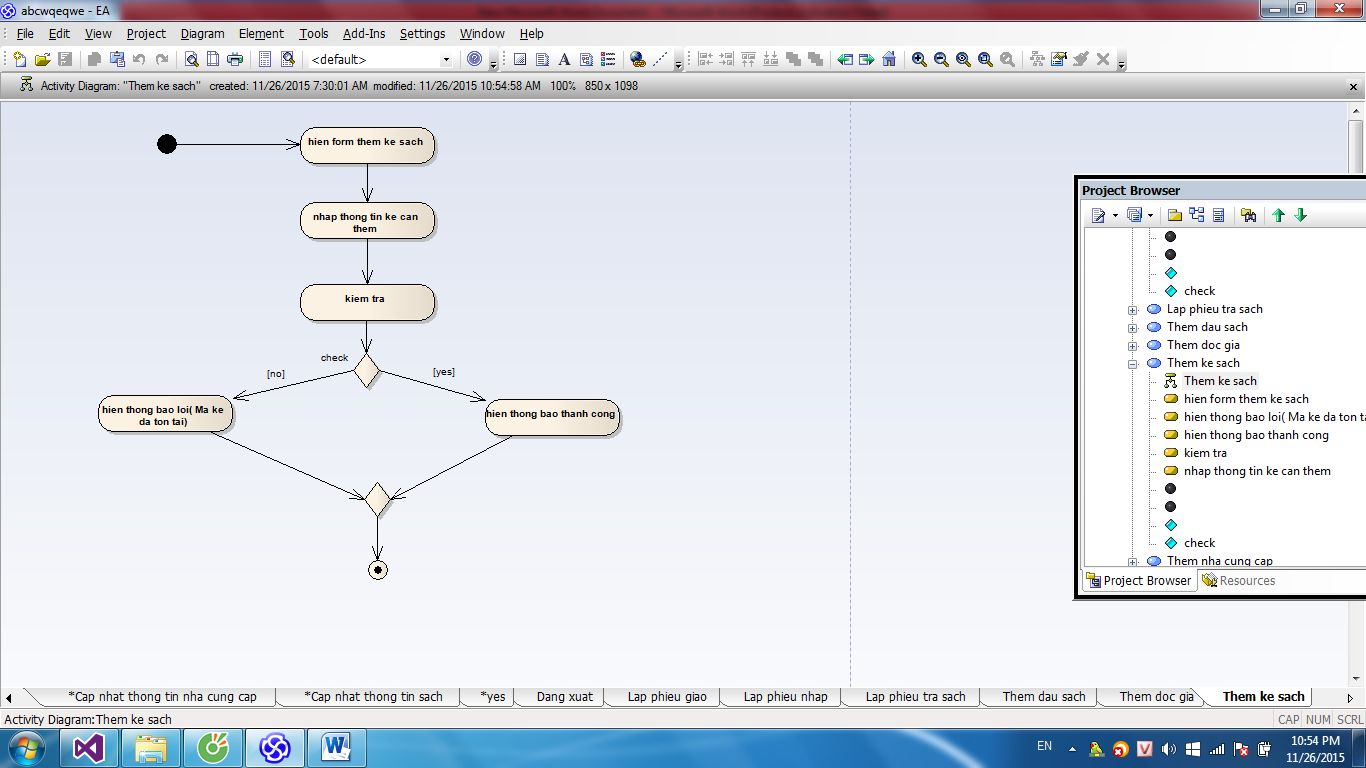 abcwqeqwe - EA
File Edit View Project Diagram Element Tools Add-Ins Settings Window Help
<default>
Activity Diagram: "Them ke sach" created: 11/26/2015 7:30:01 AM modified: 11/26/2015 10:54:58 AM 100% 850 x 1098
hien form them ke sach
nhap thong tin ke can
them
kiem tra
check
[no]
[yes]
hien thong bao loi( Ma ke
da ton tai)
hien thong bao thanh cong
Project Browser
check
Lap phieu tra sach
Them dau sach
Them doc gia
Them ke sach
Them ke sach
hien form them ke sach
hien thong bao loi( Ma ke da ton ta
hien thong bao thanh cong
kiem tra
nhap thong tin ke can them
check
Them nha cung cap
Project Browser Resources
*Cap nhat thong tin nha cung cap *Cap nhat thong tin sach *yes Dang xuat Lap phieu giao Lap phieu nhap Lap phieu tra sach Them dau sach Them doc gia Them ke sach
Activity Diagram:Them ke sach CAP NUM SCRL
EN
10:54 PM
11/26/2015